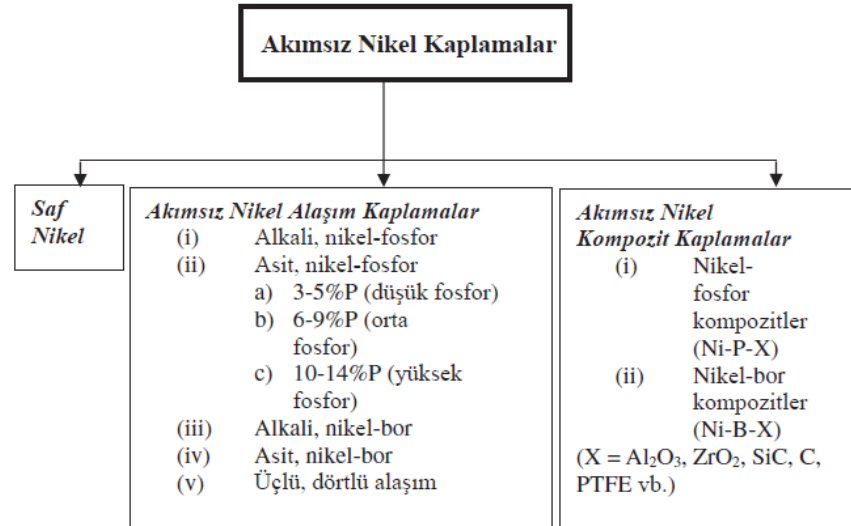 Akımsız Nikel Kaplamalar
Saf
Nikel
Akımsız Nikel Alaşım Kaplamalar
(i) Alkali, nikel-fosfor
(ii) Asit, nikel-fosfor
a) 3-5%P (düşük fosfor)
b) 6-9%P (orta
fosfor)
c) 10-14%P (yüksek
fosfor)
(iii) Alkali, nikel-bor
(iv) Asit, nikel-bor
(v) Üçlü, dörtlü alaşım
Akımsız Nikel
Kompozit Kaplamalar
(i) Nikel-
fosfor
kompozitler
(Ni-P-X)
(ii) Nikel-bor
kompozitler
(Ni-B-X)
(X = Al₂O₃, ZrO₂, SiC, C,
PTFE vb.)